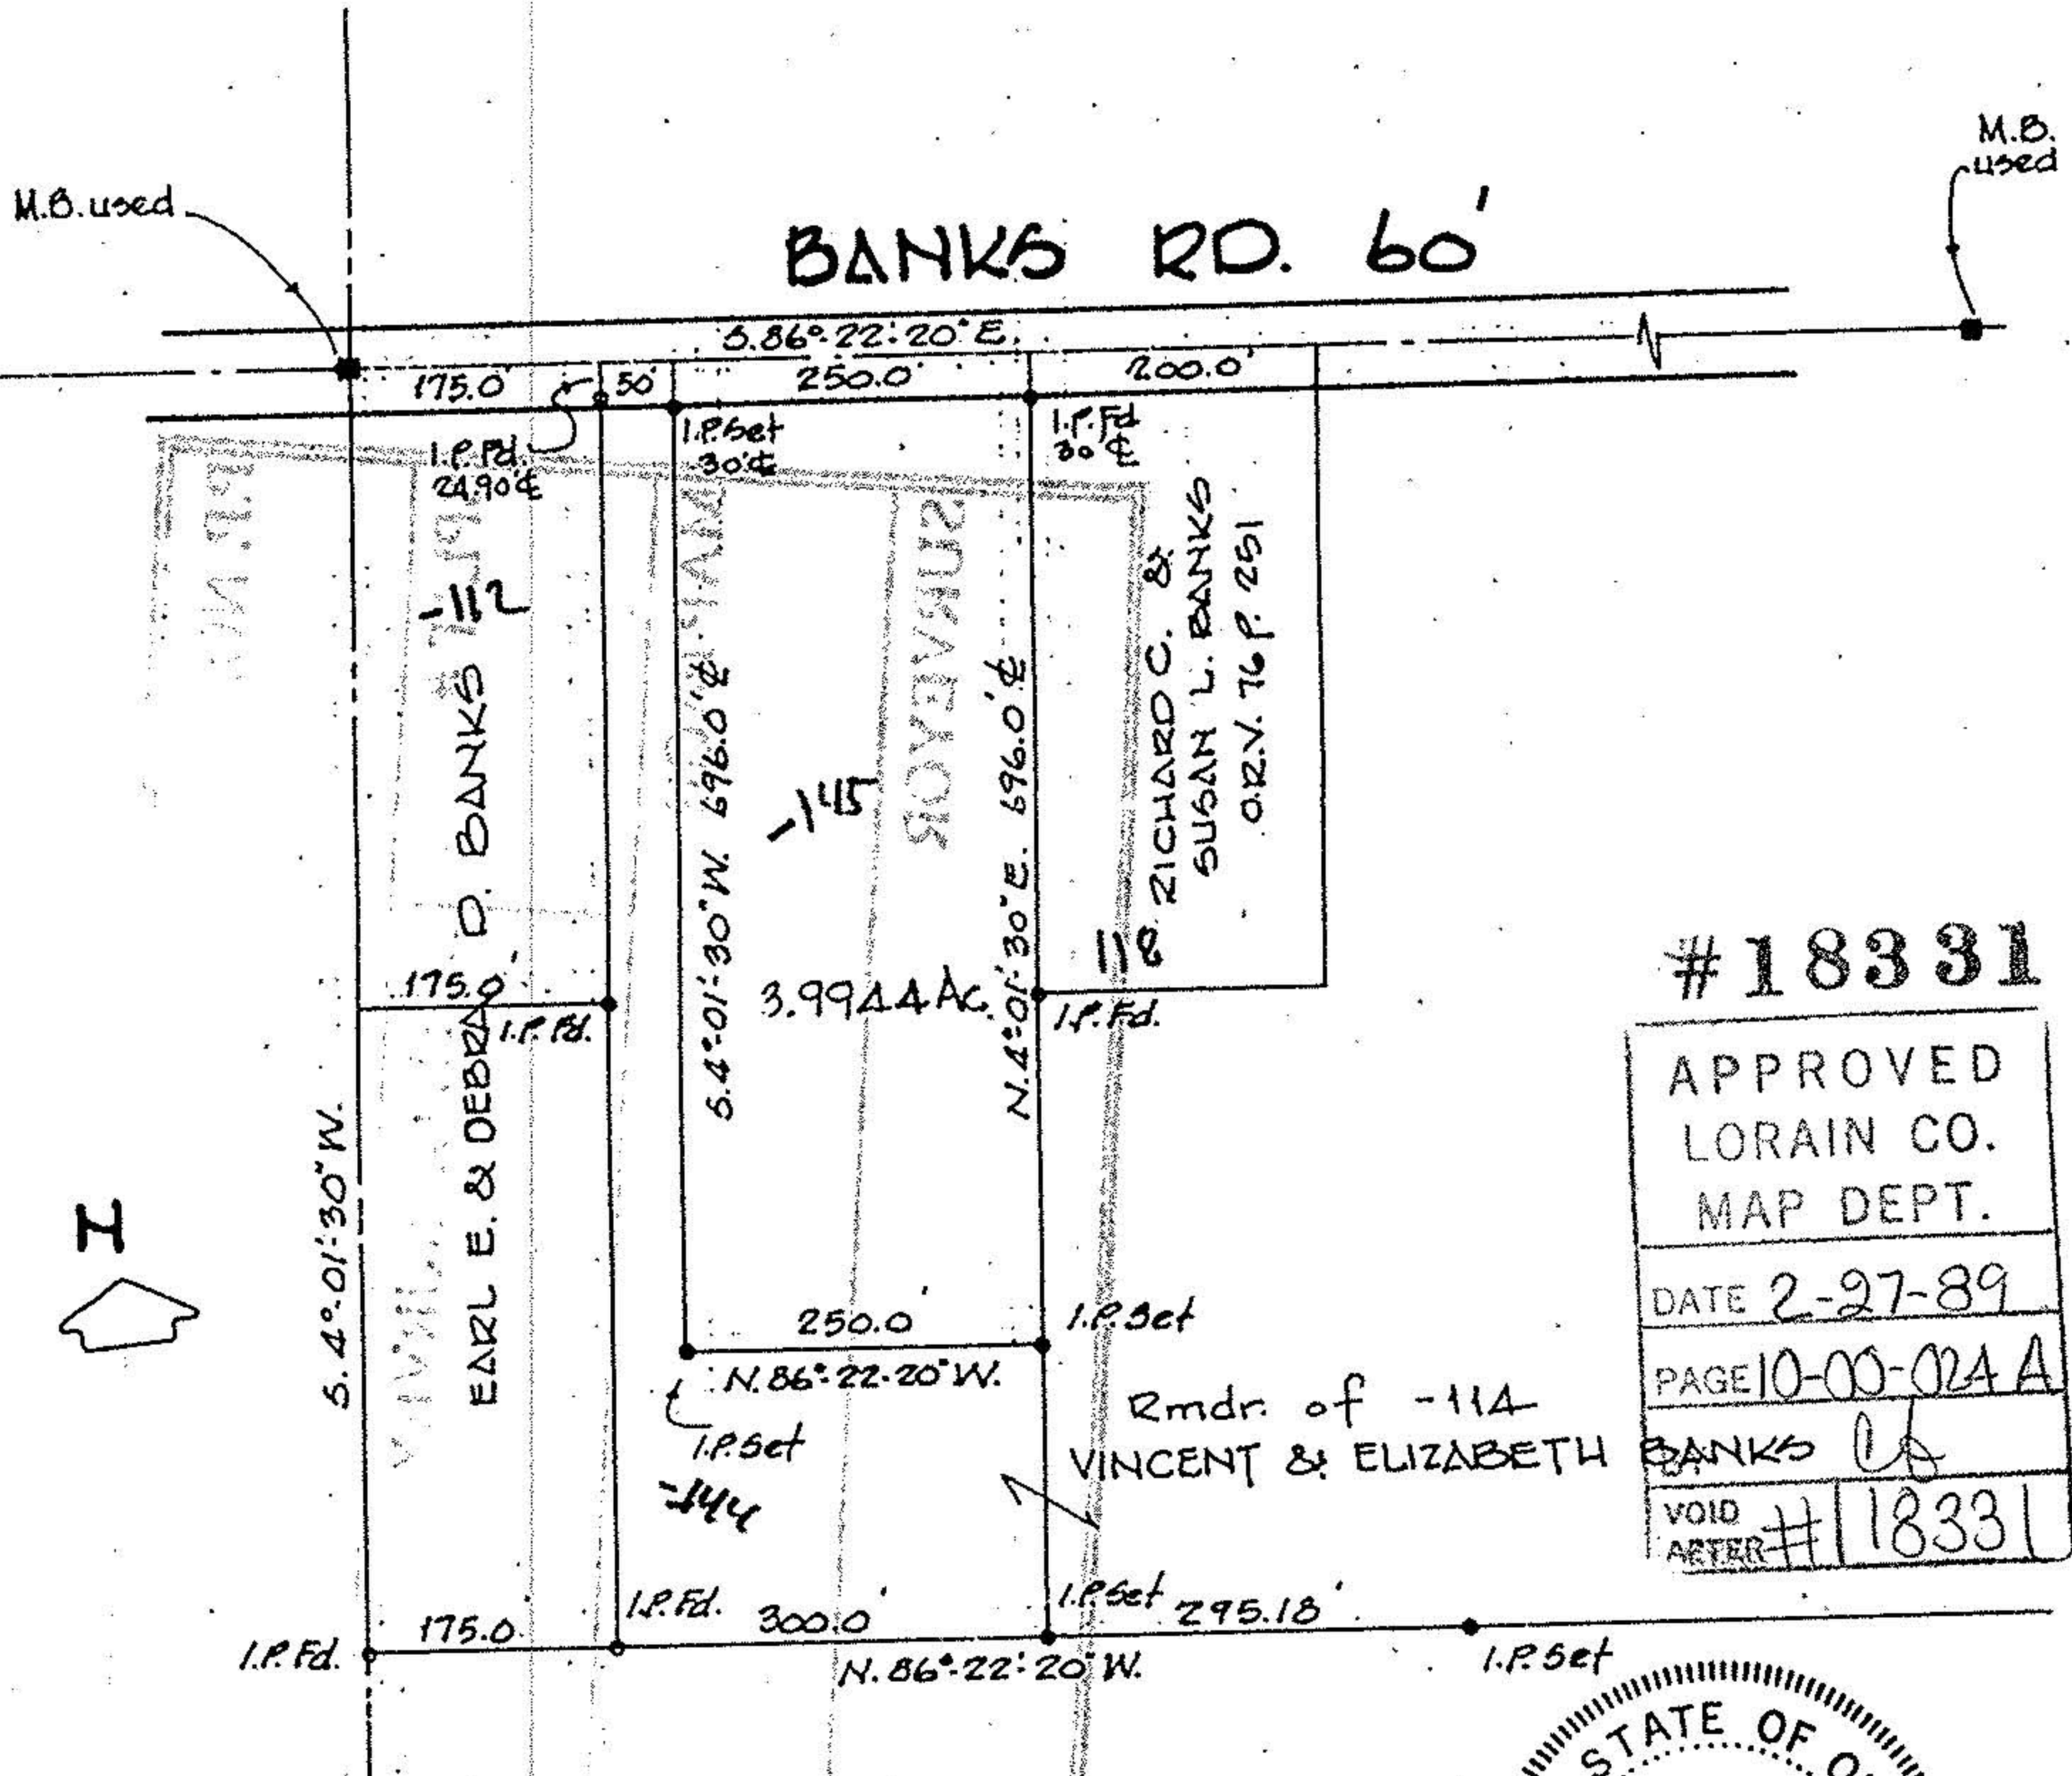 M.B. used
M.B.
used
BANKS RD. 60'
S.86°-22'-20" E.
175.0'
50'
250.0'
200.0'
I.P. Fd.
24.90'℄
I.P. Set
30'℄
I.P. Fd
30'℄
-112
EARL E. & DEBRA D. BANKS
S.4°-01'-30" W. 696.0'℄
SURVEYOR
-145
N.4°-01'-30" E. 696.0'℄
RICHARD C. &
SUSAN L. BANKS
O.R.V. 76 P. 251
118
175.0'
I.P. Fd.
3.9944 Ac.
I.P. Fd.
#18331
APPROVED
LORAIN CO.
MAP DEPT.
DATE 2-27-89
PAGE 10-00-024 A
VOID
AFTER # 18331
S. 4°-01'-30" W.
N
250.0'
I.P. Set
N.86°-22'-20" W.
I.P. Set
Rmdr. of -114
VINCENT & ELIZABETH BANKS
-144
I.P. Fd.
175.0
I.P. Fd.
300.0'
I.P. Set
295.18'
N.86°-22'-20" W.
I.P. Set
STATE OF O